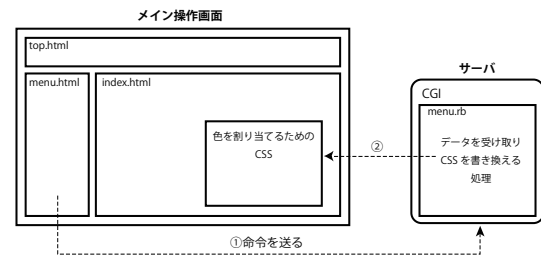 メイン操作画面
top.html
menu.html
index.html
色を割り当てるための
CSS
サーバ
CGI
menu.rb
データを受け取り
CSS を書き換える
処理
②
①命令を送る